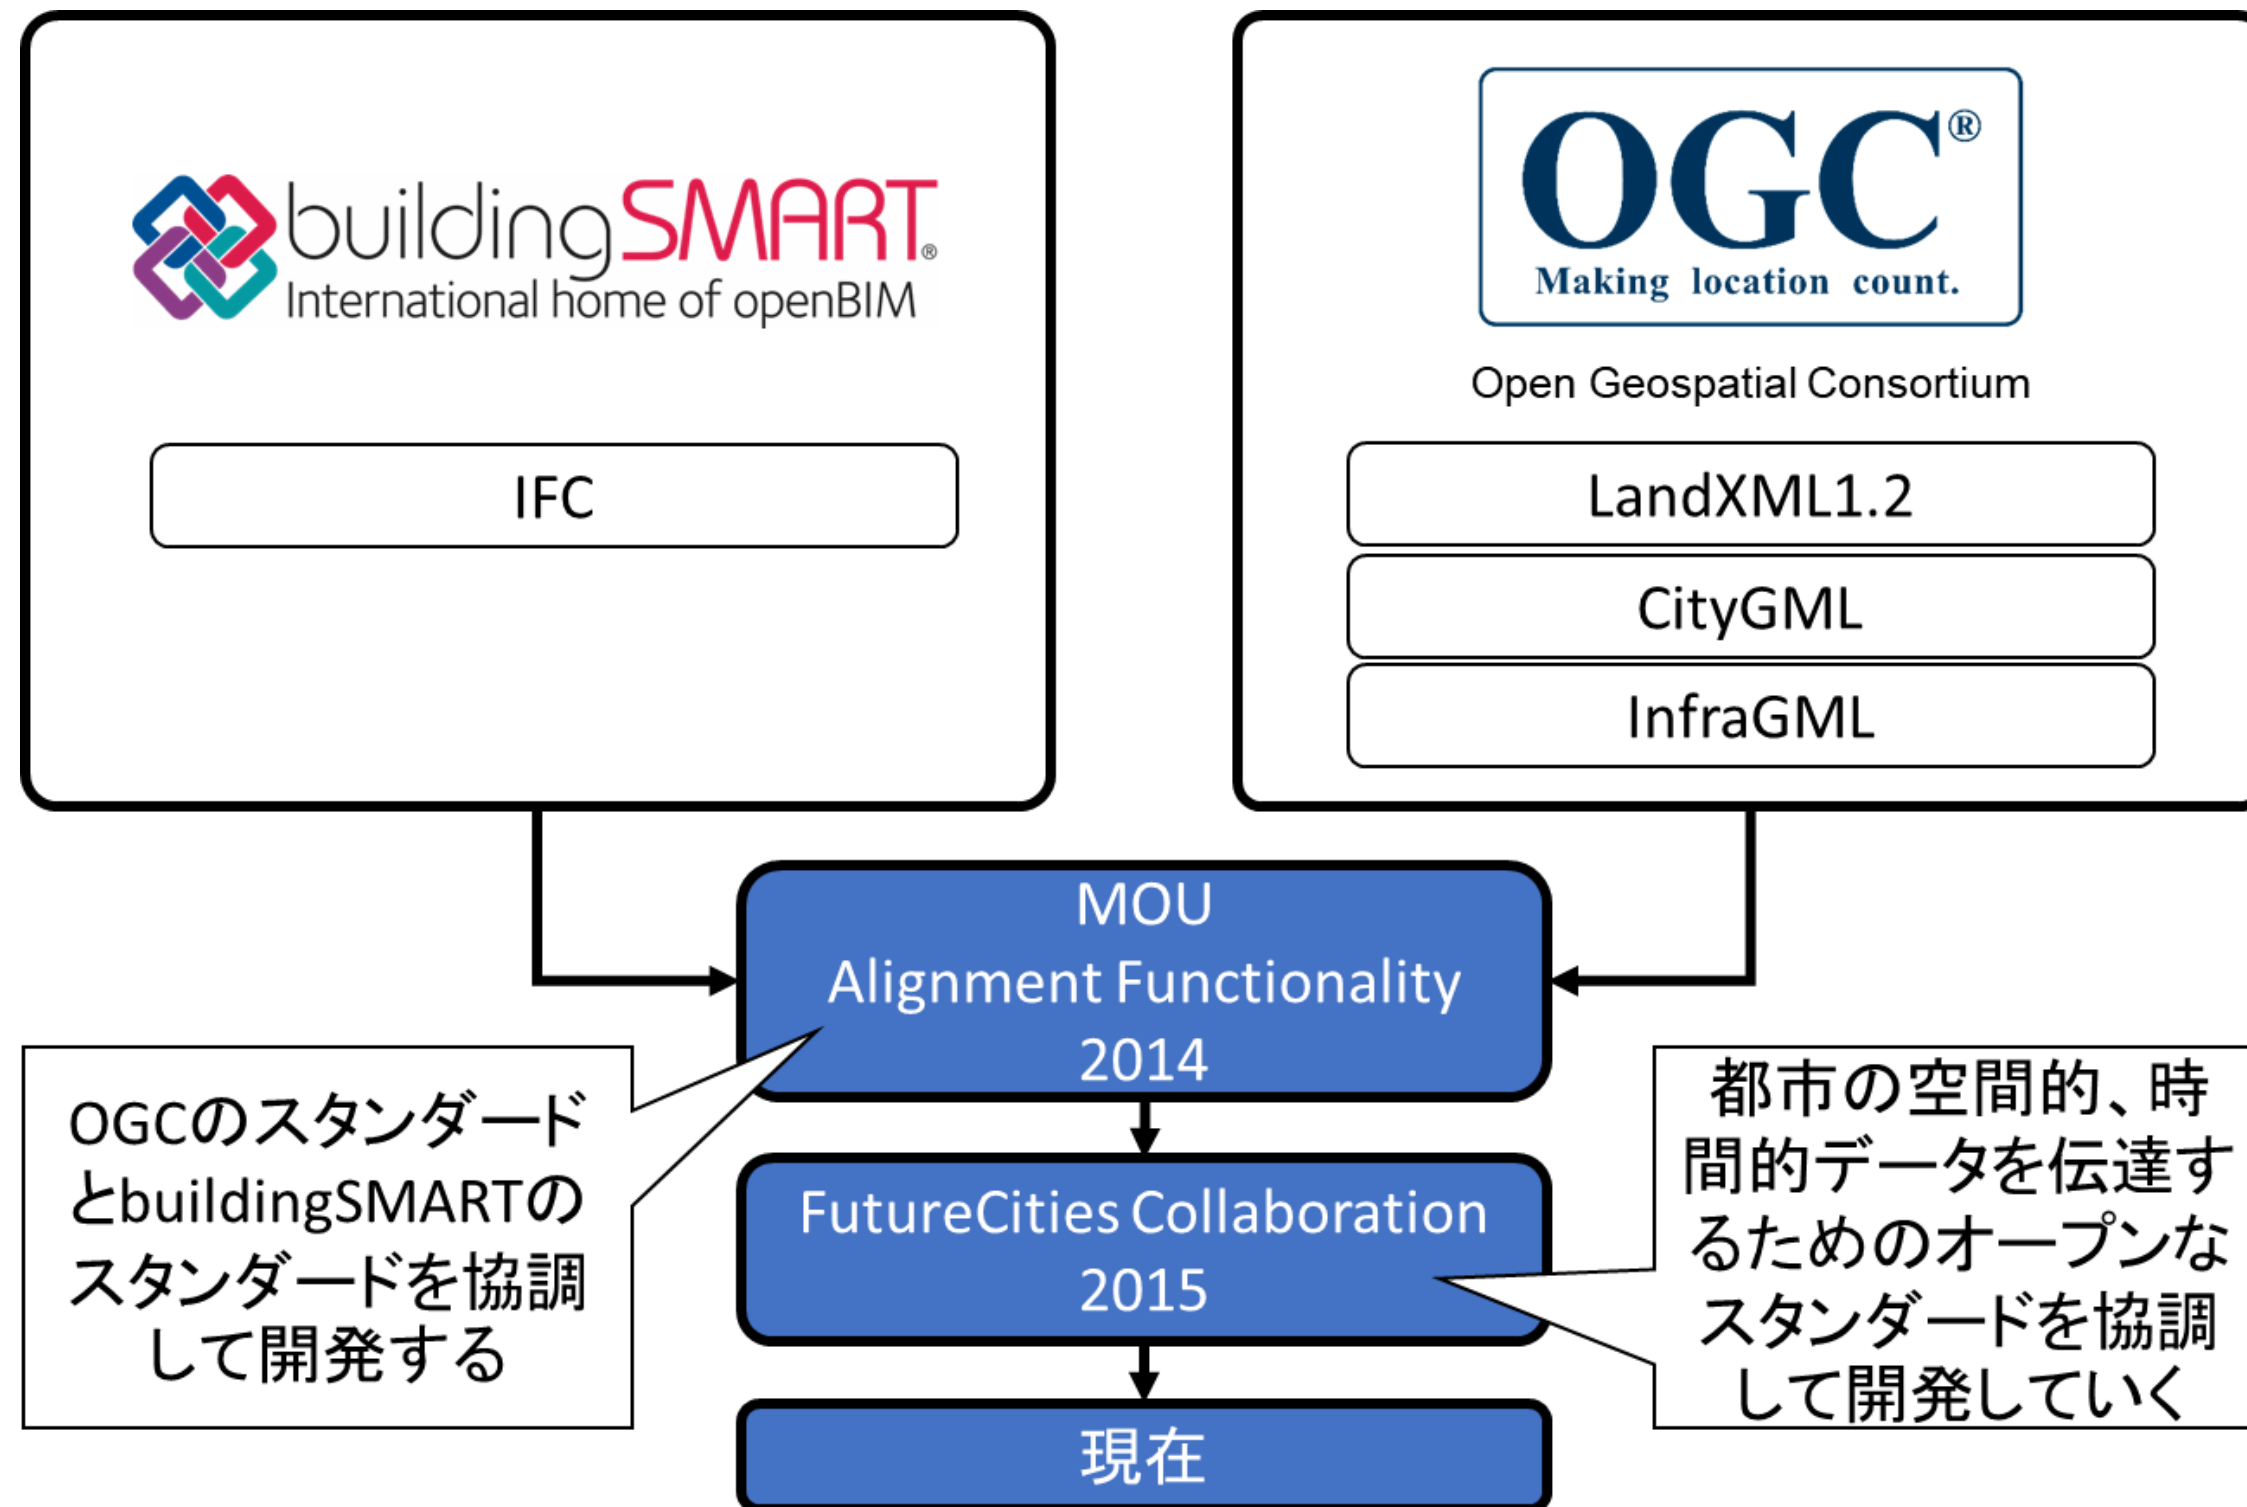 buildingSMART®
International home of openBIM
IFC
OGC®
Making location count.
Open Geospatial Consortium
LandXML1.2
CityGML
InfraGML
MOU
Alignment Functionality
2014
OGCのスタンダード
とbuildingSMARTの
スタンダードを協調
して開発する
FutureCities Collaboration
2015
都市の空間的、時
間的データを伝達す
るためのオープンな
スタンダードを協調
して開発していく
現在